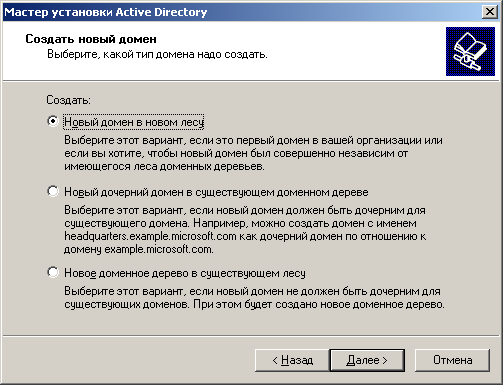 Мастер установки Active Directory
Создать новый домен
Выберите, какой тип домена надо создать.
Создать:
Новый домен в новом лесу
Выберите этот вариант, если это первый домен в вашей организации или
если вы хотите, чтобы новый домен был совершенно независим от
имеющегося леса доменных деревьев.
Новый дочерний домен в существующем доменном дереве
Выберите этот вариант, если новый домен должен быть дочерним для
существующего домена. Например, можно создать домен с именем
headquarters.example.microsoft.com как дочерний домен по отношению к
домену example.microsoft.com.
Новое доменное дерево в существующем лесу
Выберите этот вариант, если новый домен не должен быть дочерним для
существующих доменов. При этом будет создано новое доменное дерево.
< Назад Далее > Отмена